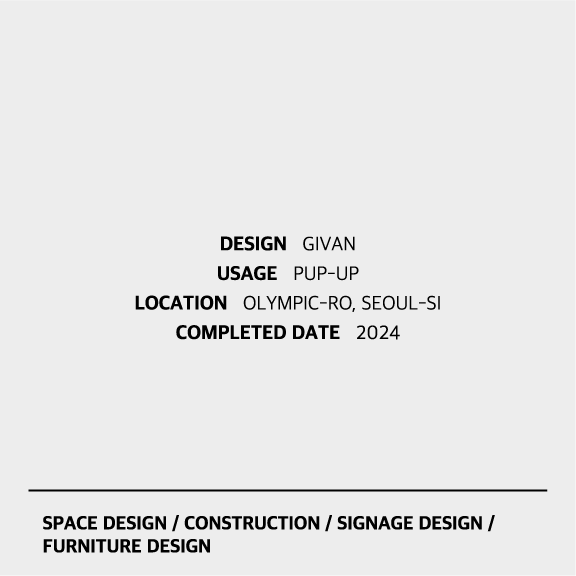 DESIGN GIVAN
USAGE PUP-UP
LOCATION OLYMPIC-RO, SEOUL-SI
COMPLETED DATE 2024
SPACE DESIGN / CONSTRUCTION / SIGNAGE DESIGN /
FURNITURE DESIGN